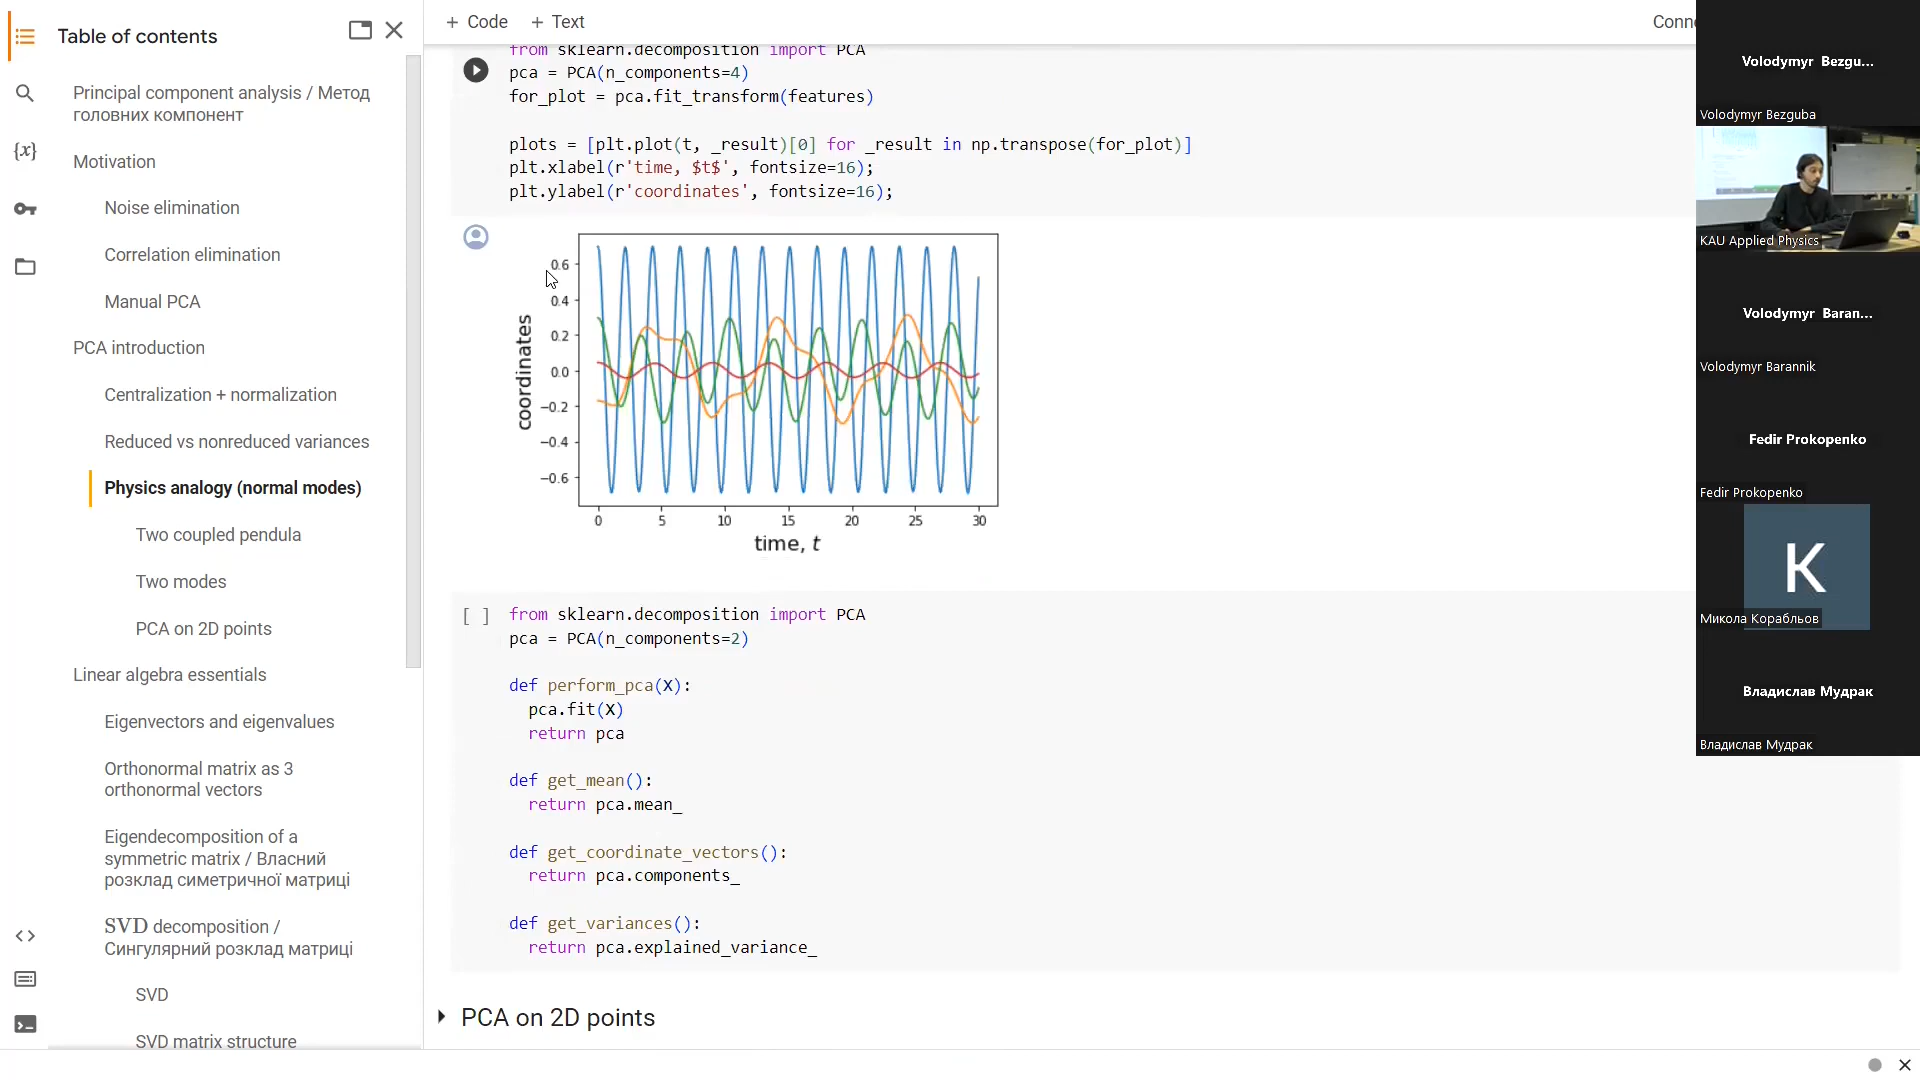 Table of contents
Principal component analysis / Метод
головних компонент
Motivation
Noise elimination
Correlation elimination
Manual PCA
PCA introduction
Centralization + normalization
Reduced vs nonreduced variances
Physics analogy (normal modes)
Two coupled pendula
Two modes
PCA on 2D points
Linear algebra essentials
Eigenvectors and eigenvalues
Orthonormal matrix as 3
orthonormal vectors
Eigendecomposition of a
symmetric matrix / Власний
розклад симетричної матриці
SVD decomposition /
Сингулярний розклад матриці
SVD
SVD matrix structure
{x}
+ Code + Text
Conne
from sklearn.decomposition import PCA
pca = PCA(n_components=4)
for_plot = pca.fit_transform(features)
plots = [plt.plot(t, _result)[0] for _result in np.transpose(for_plot)]
plt.xlabel(r'time, $t$', fontsize=16);
plt.ylabel(r'coordinates', fontsize=16);
0.6
0.4
0.2
0.0
−0.2
−0.4
−0.6
coordinates
0 5 10 15 20 25 30
time, t
[ ] from sklearn.decomposition import PCA
pca = PCA(n_components=2)
def perform_pca(X):
pca.fit(X)
return pca
def get_mean():
return pca.mean_
def get_coordinate_vectors():
return pca.components_
def get_variances():
return pca.explained_variance_
PCA on 2D points
Volodymyr Bezgu...
Volodymyr Bezguba
KAU Applied Physics
Volodymyr Baran...
Volodymyr Barannik
Fedir Prokopenko
Fedir Prokopenko
K
Микола Корабльов
Владислав Мудрак
Владислав Мудрак